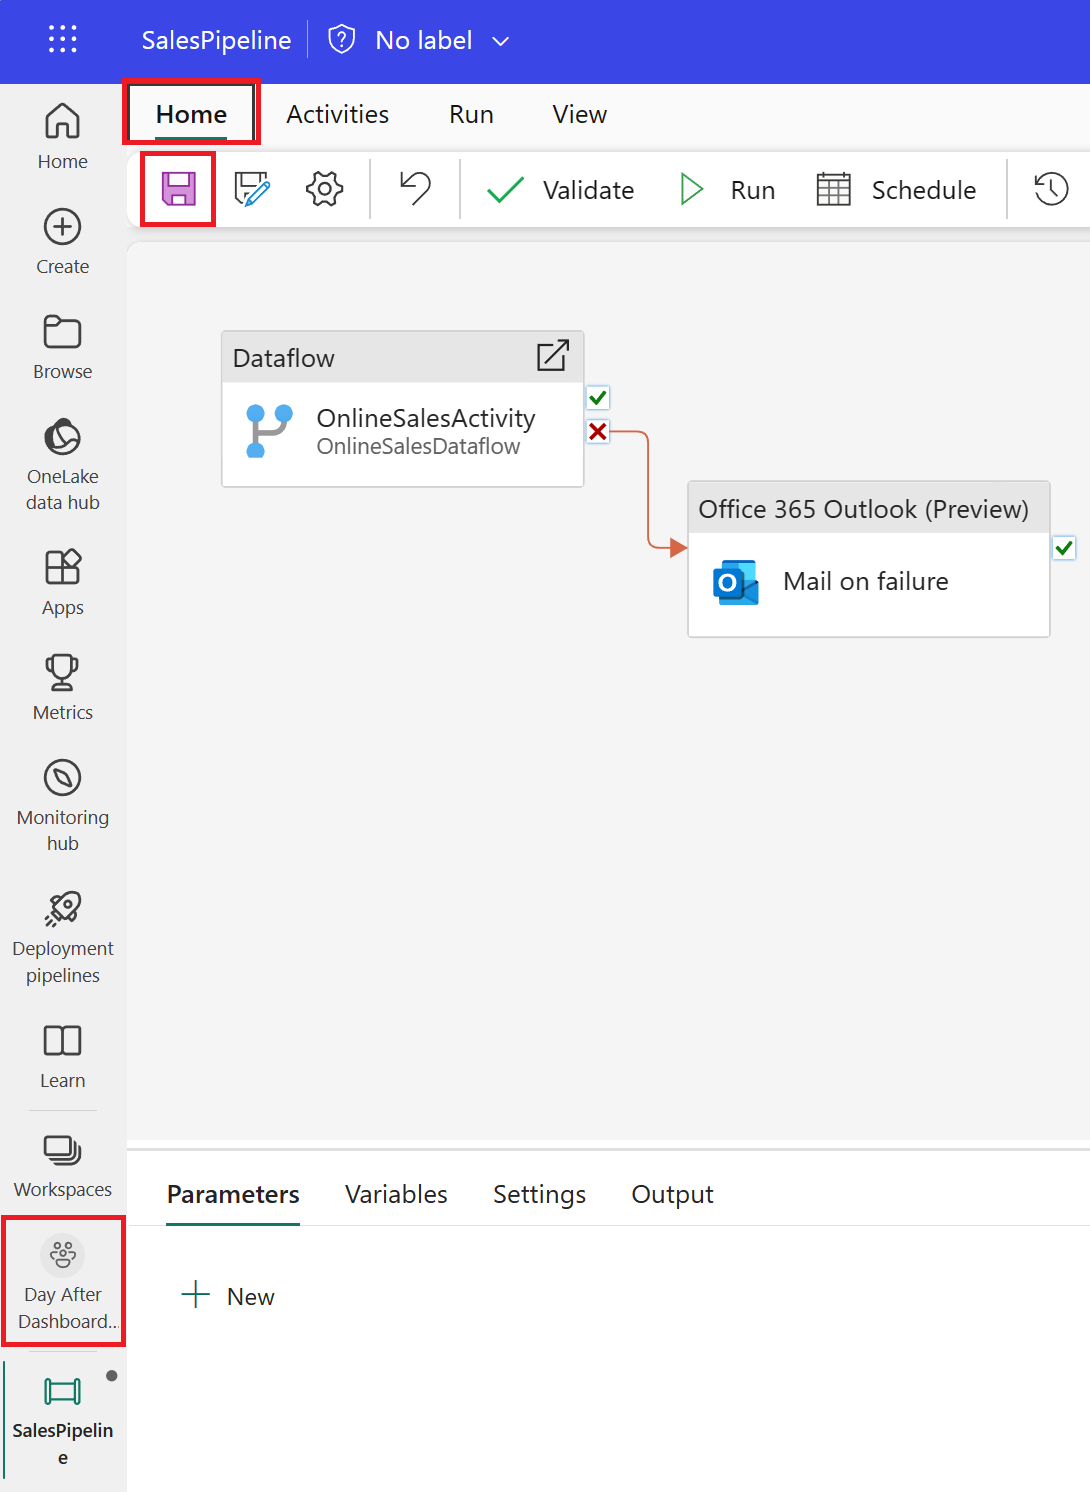 SalesPipeline
No label
Home
Activities
Run
View
Validate
Run
Schedule
Home
Create
Browse
OneLake
data hub
Apps
Metrics
Monitoring
hub
Deployment
pipelines
Learn
Workspaces
Day After
Dashboard...
SalesPipelin
e
Dataflow
OnlineSalesActivity
OnlineSalesDataflow
Office 365 Outlook (Preview)
Mail on failure
Parameters
Variables
Settings
Output
New